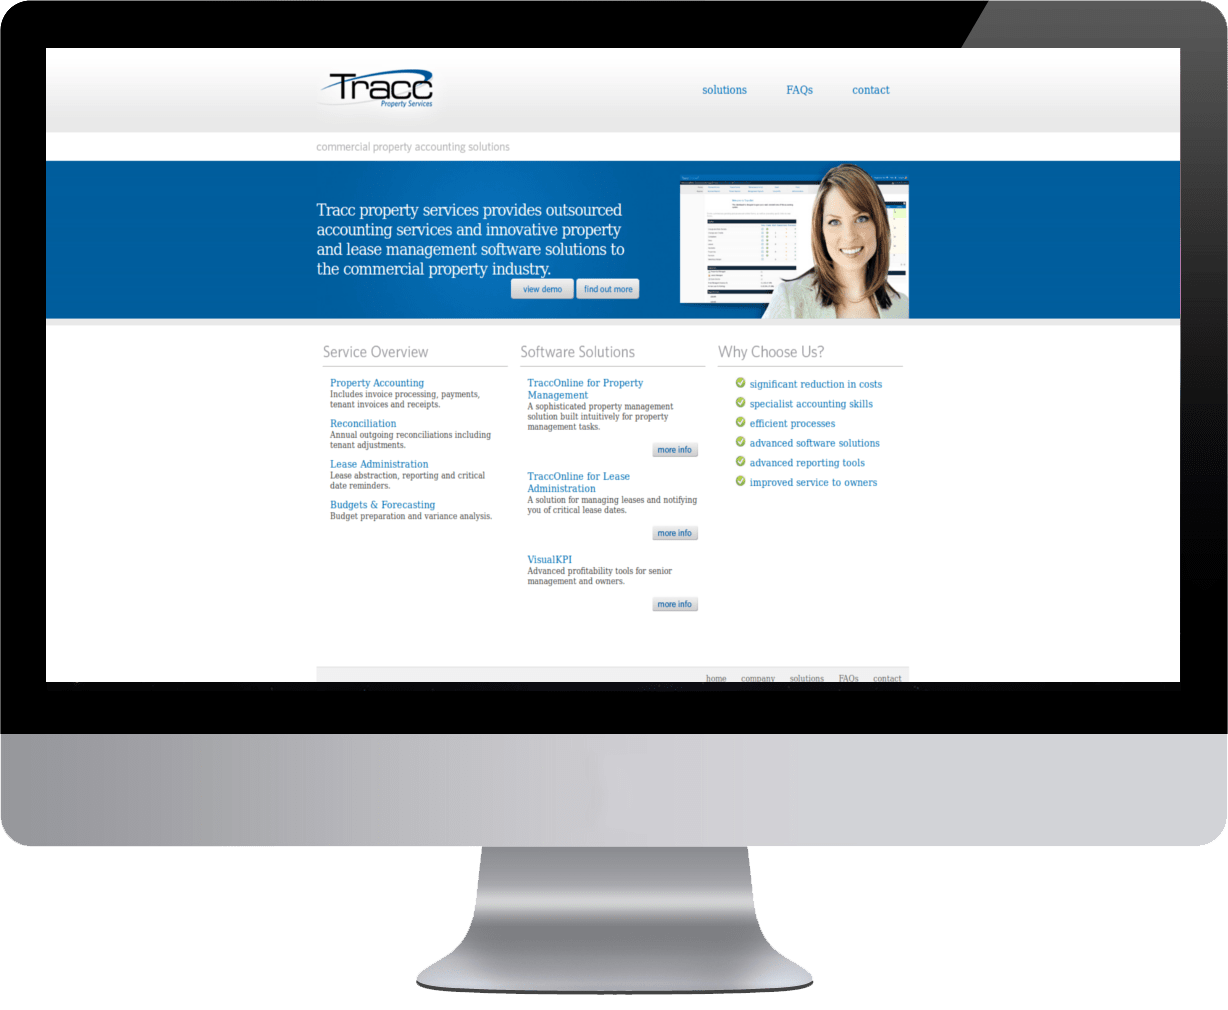 Tracc
Property Services
solutions
FAQs
contact
commercial property accounting solutions
Tracc property services provides outsourced
accounting services and innovative property
and lease management software solutions to
the commercial property industry.
view demo
find out more
Service Overview
Property Accounting
Includes invoice processing, payments,
tenant invoices and receipts.
Reconciliation
Annual outgoing reconciliations including
tenant adjustments.
Lease Administration
Lease abstraction, reporting and critical
date reminders.
Budgets & Forecasting
Budget preparation and variance analysis.
Software Solutions
TraccOnline for Property
Management
A sophisticated property management
solution built intuitively for property
management tasks.
more info
TraccOnline for Lease
Administration
A solution for managing leases and notifying
you of critical lease dates.
more info
VisualKPI
Advanced profitability tools for senior
management and owners.
more info
Why Choose Us?
significant reduction in costs
specialist accounting skills
efficient processes
advanced software solutions
advanced reporting tools
improved service to owners
home
company
solutions
FAQs
contact